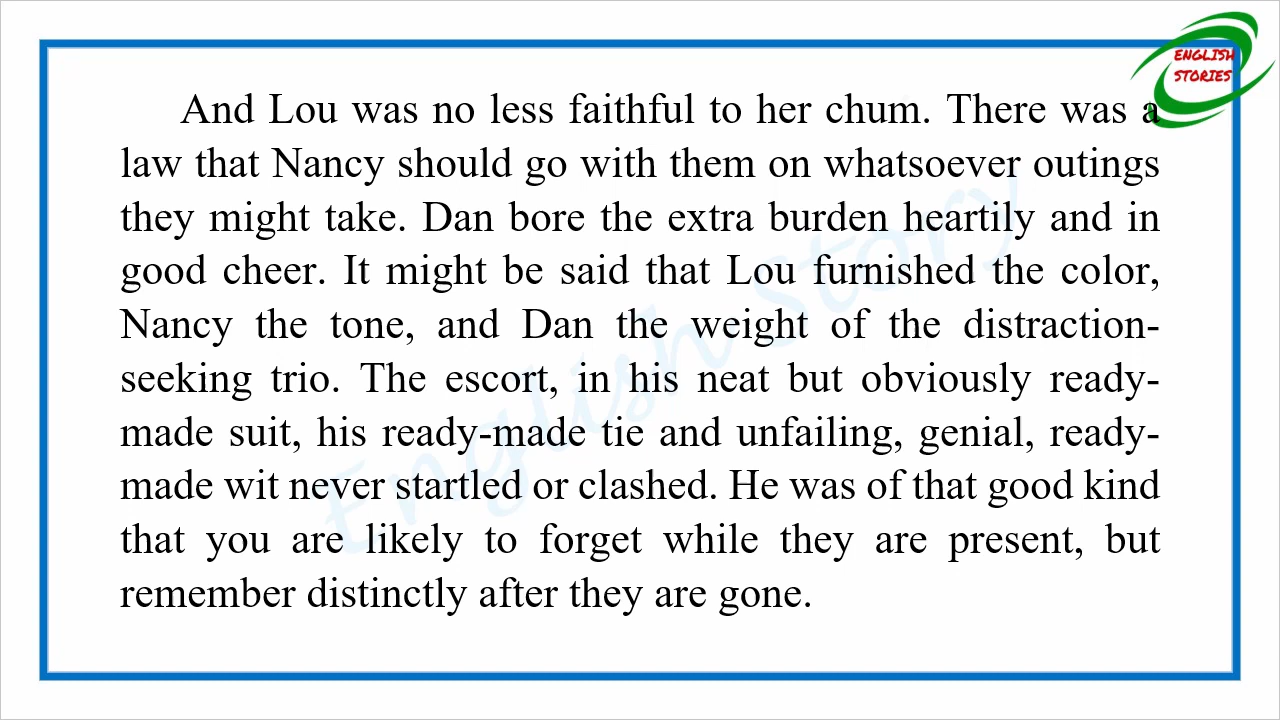 ENGLISH
STORIES
And Lou was no less faithful to her chum. There was a
law that Nancy should go with them on whatsoever outings
they might take. Dan bore the extra burden heartily and in
good cheer. It might be said that Lou furnished the color,
Nancy the tone, and Dan the weight of the distraction-
seeking trio. The escort, in his neat but obviously ready-
made suit, his ready-made tie and unfailing, genial, ready-
made wit never startled or clashed. He was of that good kind
that you are likely to forget while they are present, but
remember distinctly after they are gone.
English Story